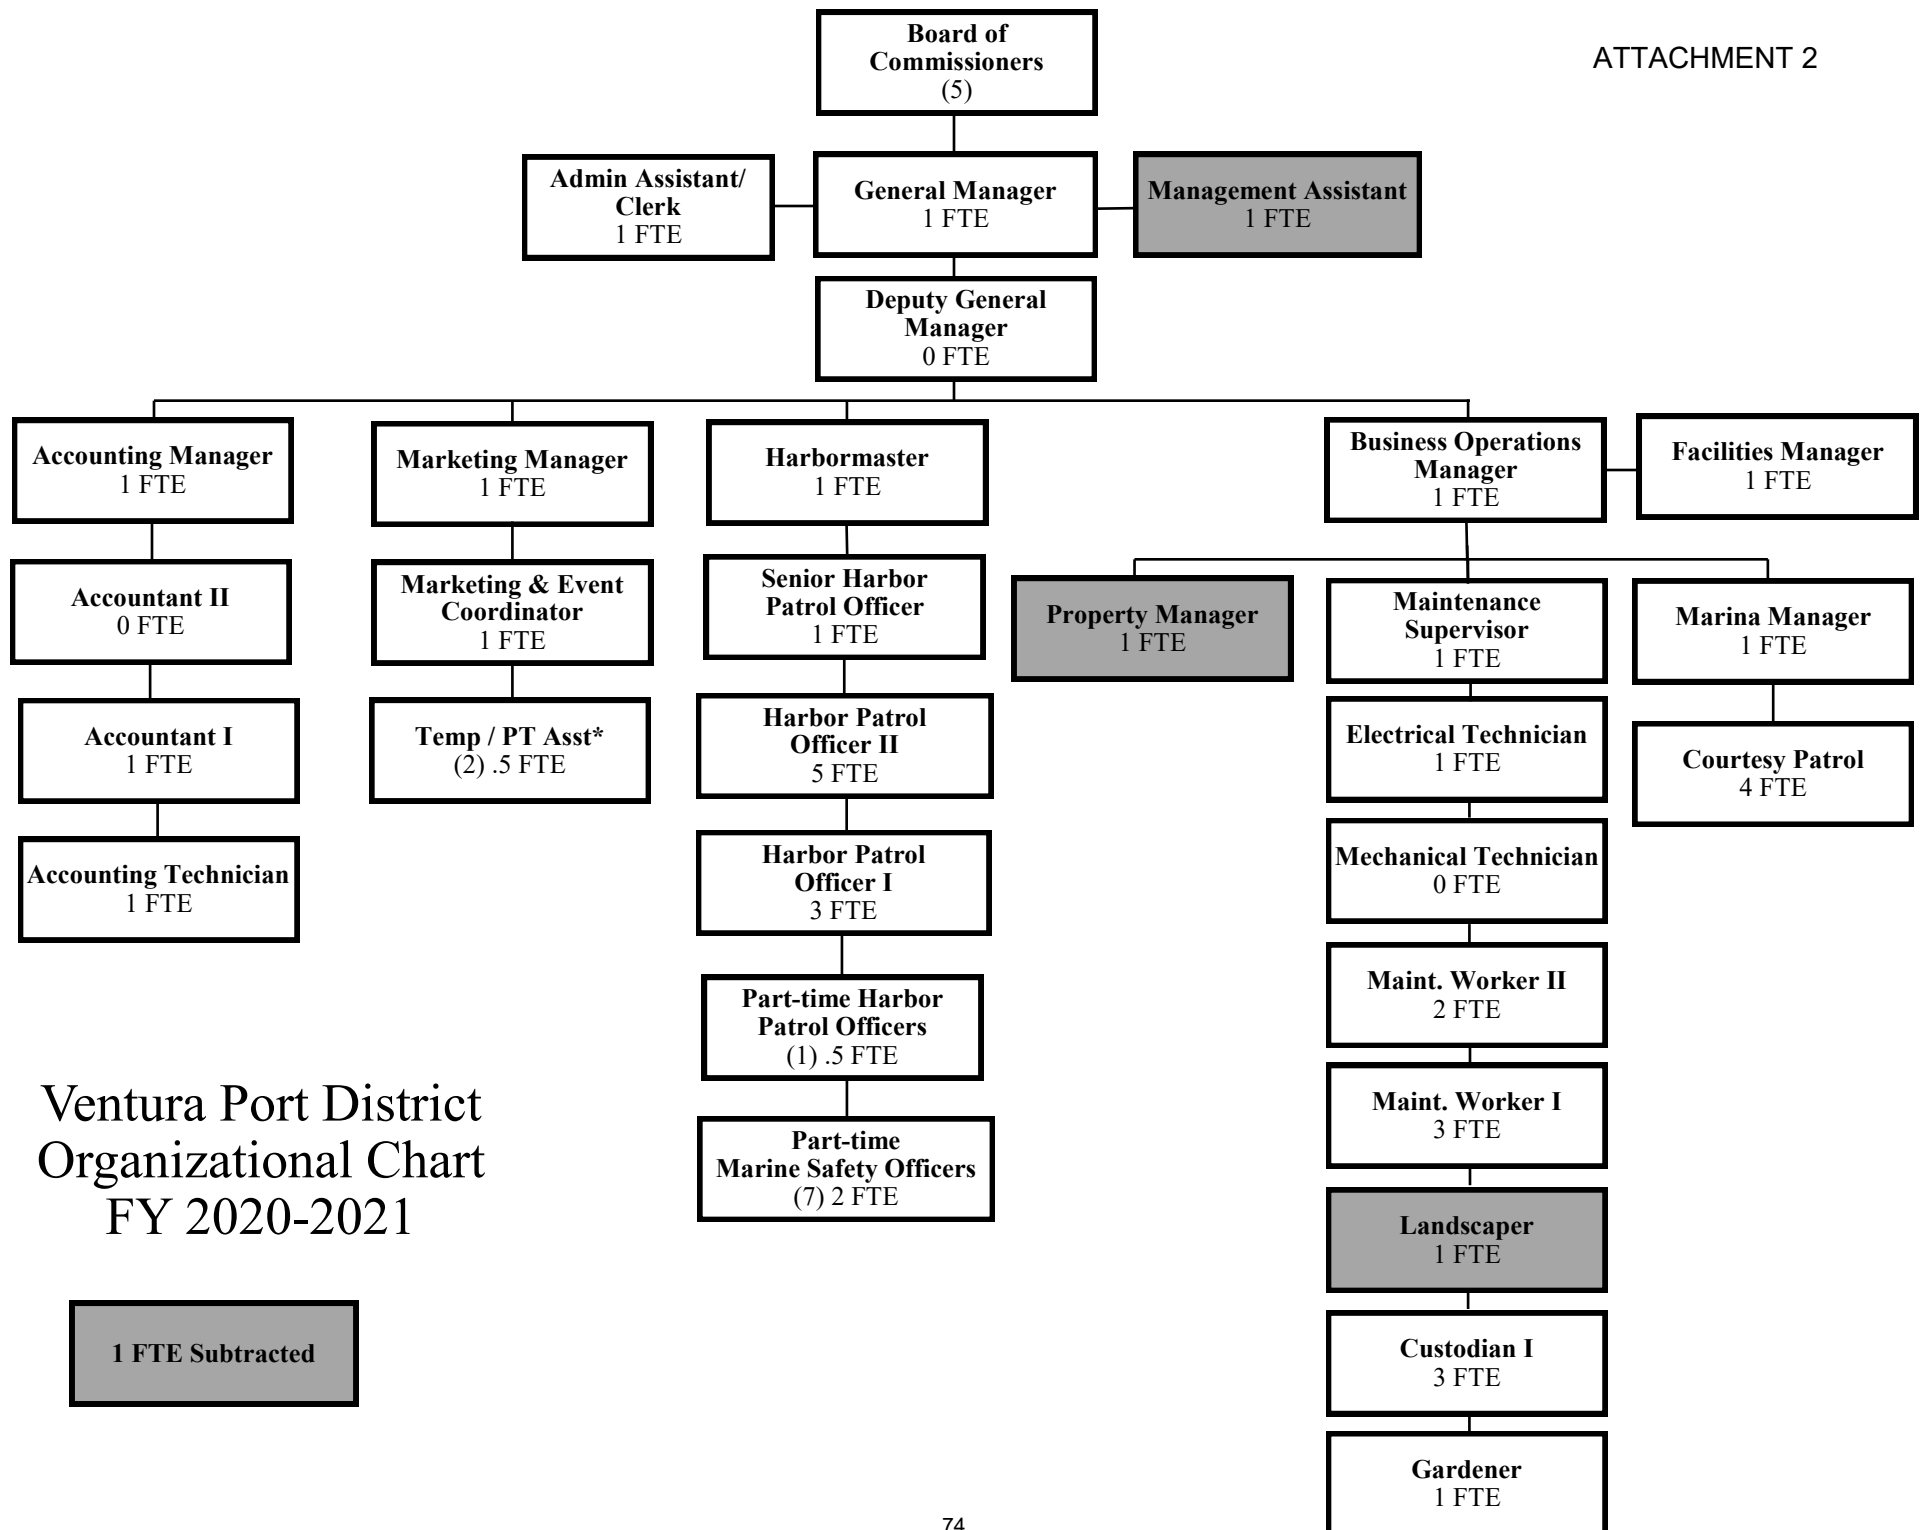 ATTACHMENT 2
Board of
Commissioners
(5)
Admin Assistant/
Clerk
1 FTE
General Manager
1 FTE
Management Assistant
1 FTE
Deputy General
Manager
0 FTE
Accounting Manager
1 FTE
Marketing Manager
1 FTE
Harbormaster
1 FTE
Business Operations
Manager
1 FTE
Facilities Manager
1 FTE
Accountant II
0 FTE
Marketing & Event
Coordinator
1 FTE
Senior Harbor
Patrol Officer
1 FTE
Property Manager
1 FTE
Maintenance
Supervisor
1 FTE
Marina Manager
1 FTE
Accountant I
1 FTE
Temp / PT Asst*
(2) .5 FTE
Harbor Patrol
Officer II
5 FTE
Electrical Technician
1 FTE
Courtesy Patrol
4 FTE
Accounting Technician
1 FTE
Harbor Patrol
Officer I
3 FTE
Mechanical Technician
0 FTE
Part-time Harbor
Patrol Officers
(1) .5 FTE
Maint. Worker II
2 FTE
Part-time
Marine Safety Officers
(7) 2 FTE
Maint. Worker I
3 FTE
Landscaper
1 FTE
Custodian I
3 FTE
Gardener
1 FTE
Ventura Port District
Organizational Chart
FY 2020-2021
1 FTE Subtracted
74